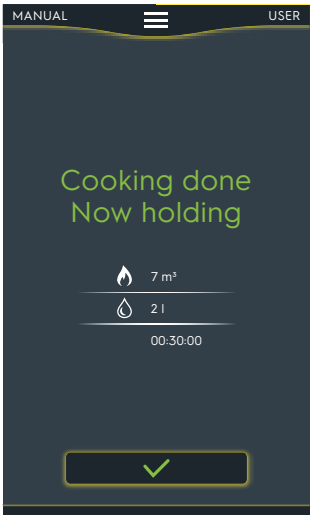 MANUAL
USER
Cooking done
Now holding
7 m³
2 l
00:30:00